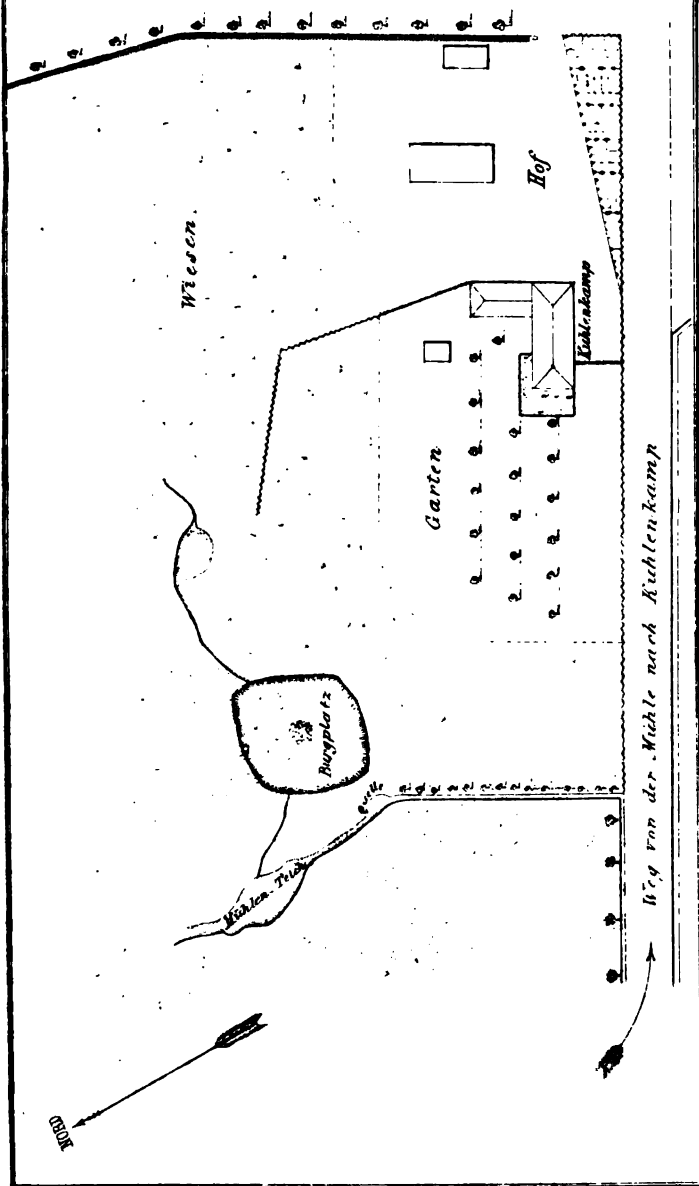 Wiesen.
Hof
Kuhlenkamp
Garten
Burgplatz
Quelle
Mühlen-Teich
Weg von der Mühle nach Kuhlenkamp
NORD